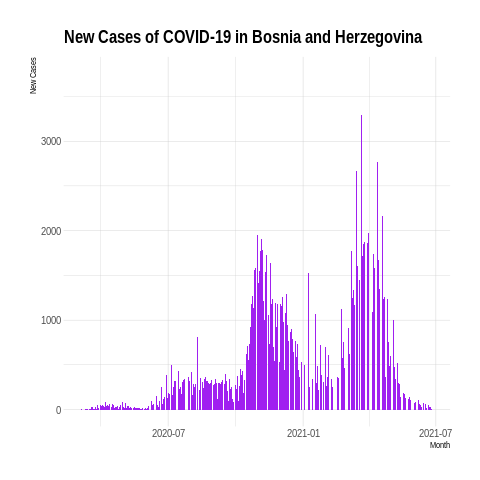 New Cases of COVID-19 in Bosnia and Herzegovina
New Cases
3000
2000
1000
0
2020-07 2021-01 2021-07
Month